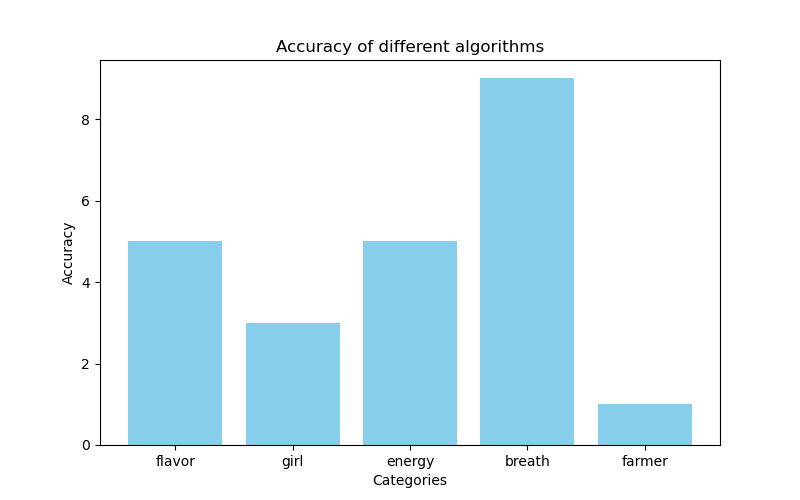 Accuracy of different algorithms
Accuracy
8
6
4
2
0
flavor girl energy breath farmer
Categories